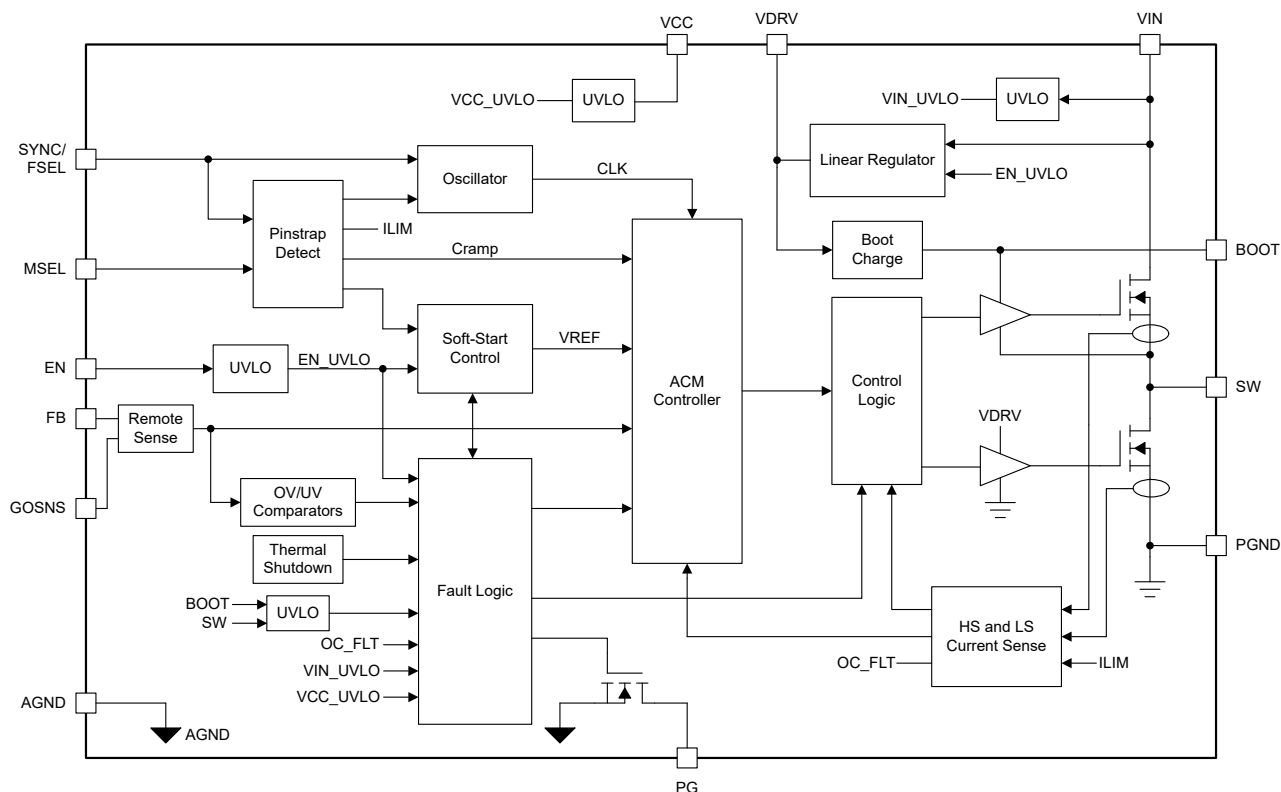 VCC
VDRV
VIN
VCC_UVLO
UVLO
VIN_UVLO
UVLO
SYNC/
FSEL
Oscillator
CLK
Linear Regulator
EN_UVLO
Pinstrap
Detect
ILIM
MSEL
Cramp
Boot
Charge
BOOT
Soft-Start
Control
VREF
EN
UVLO
EN_UVLO
ACM
Controller
Control
Logic
SW
FB
Remote
Sense
VDRV
GOSNS
OV/UV
Comparators
Thermal
Shutdown
PGND
Fault Logic
BOOT
SW
UVLO
OC_FLT
VIN_UVLO
VCC_UVLO
HS and LS
Current Sense
OC_FLT
ILIM
AGND
AGND
PG